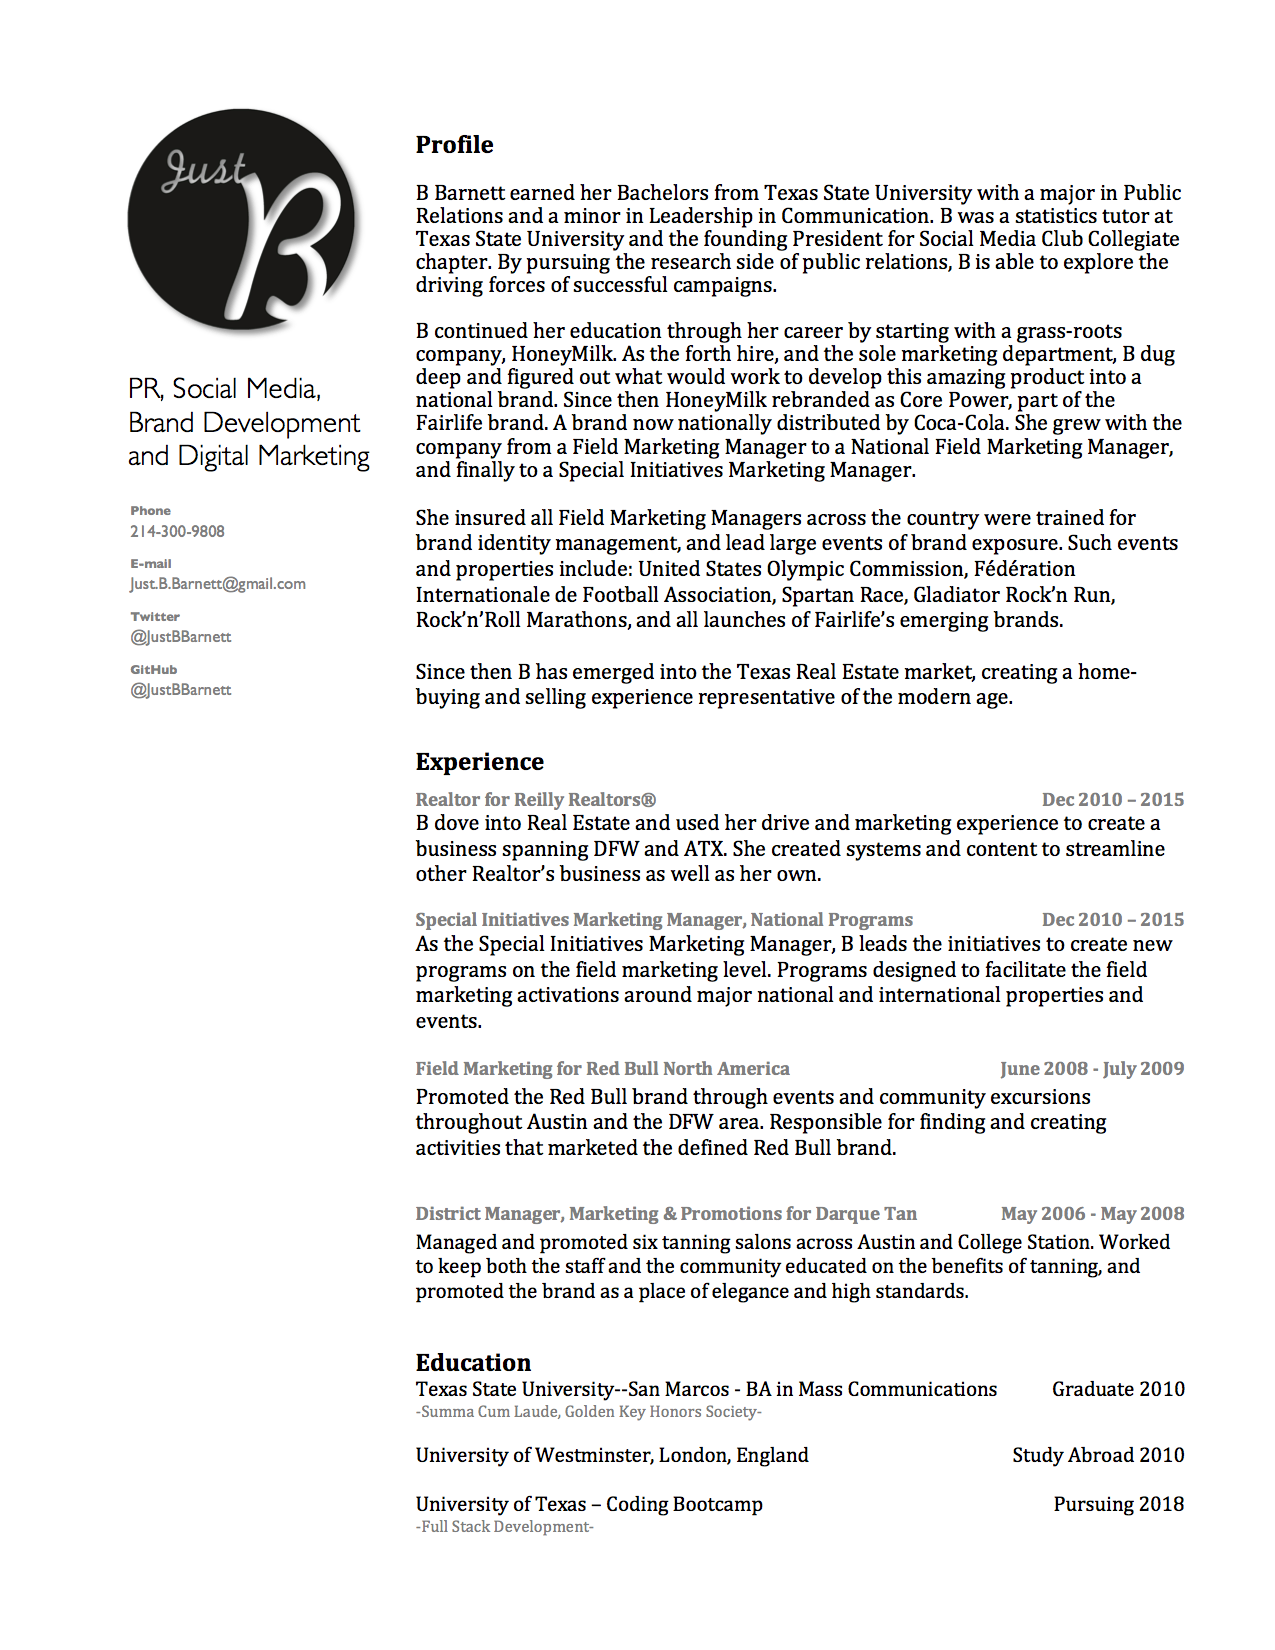 Just
B
PR, Social Media,
Brand Development
and Digital Marketing
Phone
214-300-9808
E-mail
Just.B.Barnett@gmail.com
Twitter
@JustBBarnett
GitHub
@JustBBarnett
Profile
B Barnett earned her Bachelors from Texas State University with a major in Public
Relations and a minor in Leadership in Communication. B was a statistics tutor at
Texas State University and the founding President for Social Media Club Collegiate
chapter. By pursuing the research side of public relations, B is able to explore the
driving forces of successful campaigns.
B continued her education through her career by starting with a grass-roots
company, HoneyMilk. As the forth hire, and the sole marketing department, B dug
deep and figured out what would work to develop this amazing product into a
national brand. Since then HoneyMilk rebranded as Core Power, part of the
Fairlife brand. A brand now nationally distributed by Coca-Cola. She grew with the
company from a Field Marketing Manager to a National Field Marketing Manager,
and finally to a Special Initiatives Marketing Manager.
She insured all Field Marketing Managers across the country were trained for
brand identity management, and lead large events of brand exposure. Such events
and properties include: United States Olympic Commission, Fédération
Internationale de Football Association, Spartan Race, Gladiator Rock’n Run,
Rock’n’Roll Marathons, and all launches of Fairlife’s emerging brands.
Since then B has emerged into the Texas Real Estate market, creating a home-
buying and selling experience representative of the modern age.
Experience
Realtor for Reilly Realtors® Dec 2010 – 2015
B dove into Real Estate and used her drive and marketing experience to create a
business spanning DFW and ATX. She created systems and content to streamline
other Realtor’s business as well as her own.
Special Initiatives Marketing Manager, National Programs Dec 2010 – 2015
As the Special Initiatives Marketing Manager, B leads the initiatives to create new
programs on the field marketing level. Programs designed to facilitate the field
marketing activations around major national and international properties and
events.
Field Marketing for Red Bull North America June 2008 - July 2009
Promoted the Red Bull brand through events and community excursions
throughout Austin and the DFW area. Responsible for finding and creating
activities that marketed the defined Red Bull brand.
District Manager, Marketing & Promotions for Darque Tan May 2006 - May 2008
Managed and promoted six tanning salons across Austin and College Station. Worked
to keep both the staff and the community educated on the benefits of tanning, and
promoted the brand as a place of elegance and high standards.
Education
Texas State University--San Marcos - BA in Mass Communications Graduate 2010
-Summa Cum Laude, Golden Key Honors Society-
University of Westminster, London, England Study Abroad 2010
University of Texas – Coding Bootcamp Pursuing 2018
-Full Stack Development-